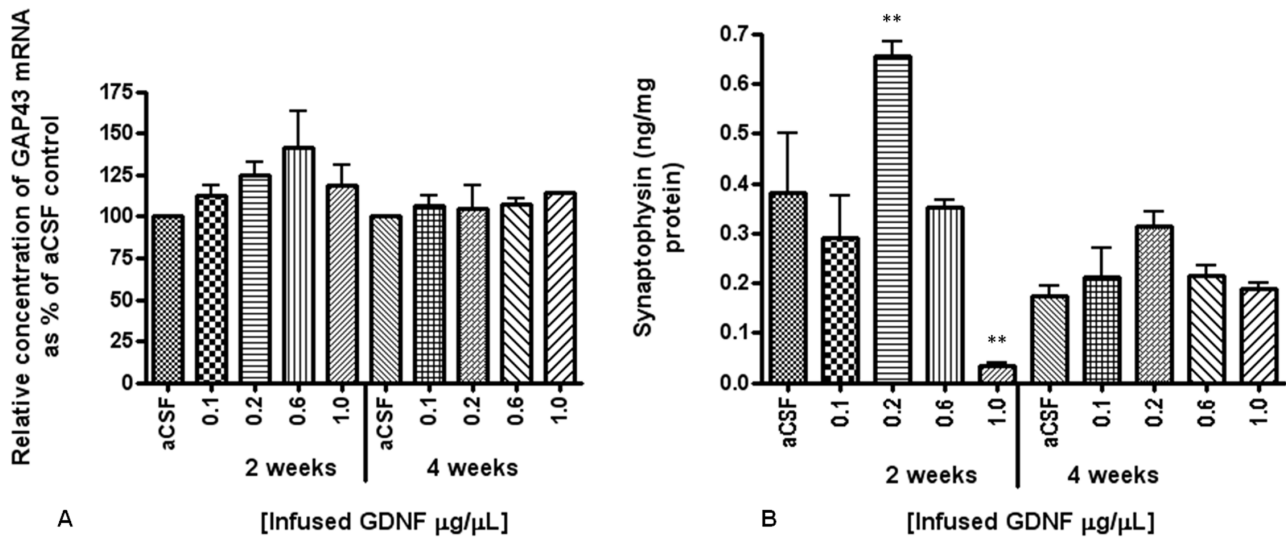 Relative concentration of GAP43 mRNA
as % of aCSF control
175
150
125
100
75
50
25
0
aCSF
0.1
0.2
0.6
1.0
aCSF
0.1
0.2
0.6
1.0
2 weeks
4 weeks
A
[Infused GDNF µg/µL]
Synaptophysin (ng/mg
protein)
0.7
0.6
0.5
0.4
0.3
0.2
0.1
0.0
**
**
aCSF
0.1
0.2
0.6
1.0
aCSF
0.1
0.2
0.6
1.0
2 weeks
4 weeks
B
[Infused GDNF µg/µL]